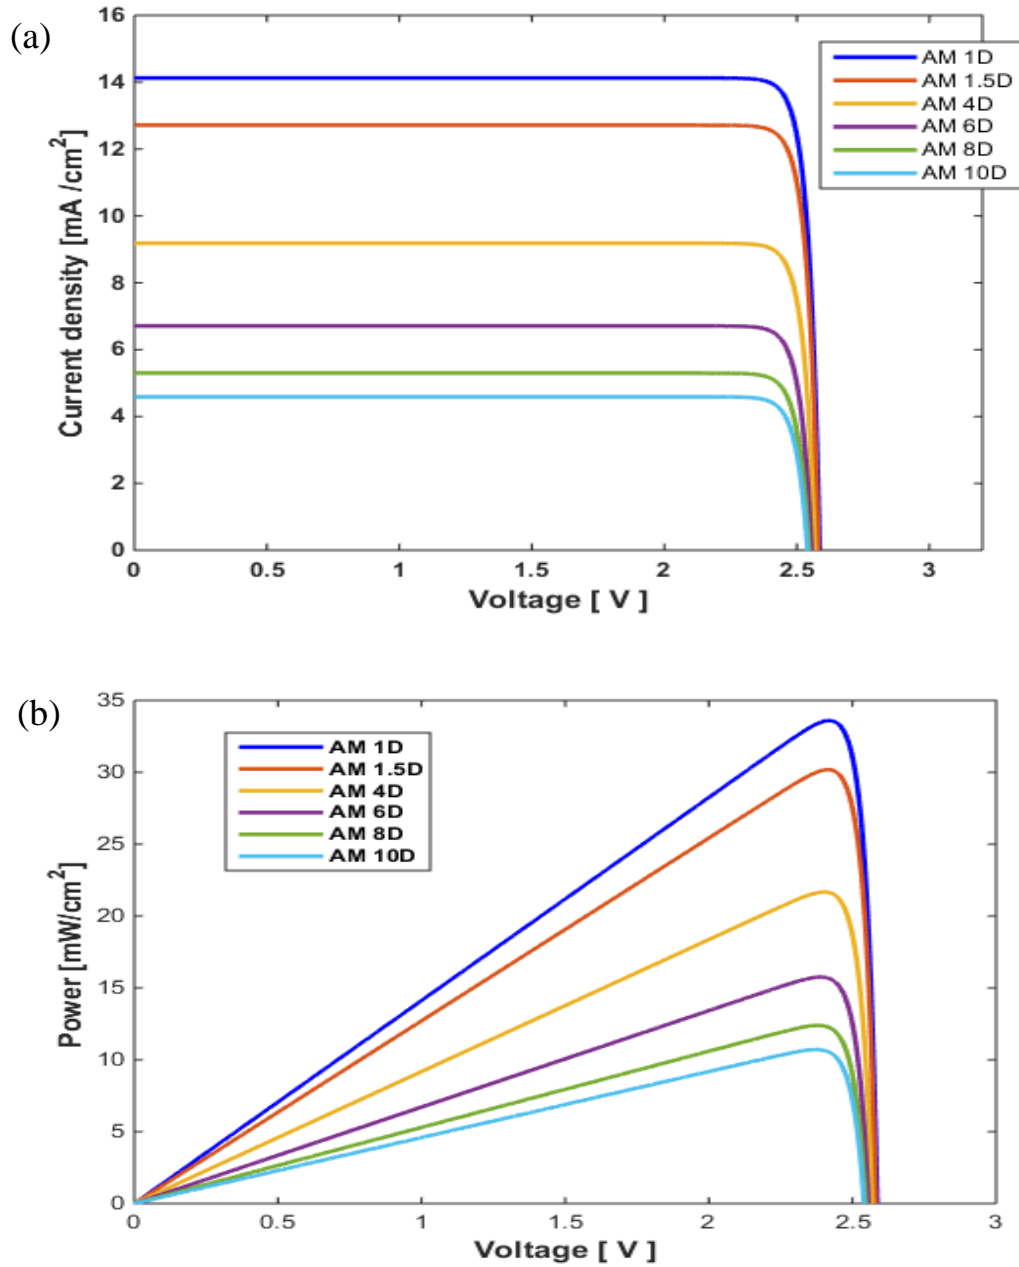 (a)
16
14
12
10
8
6
4
2
0
Current density [mA /cm²]
AM 1D
AM 1.5D
AM 4D
AM 6D
AM 8D
AM 10D
0 0.5 1 1.5 2 2.5 3
Voltage [ V ]
(b)
35
30
25
20
15
10
5
0
Power [mW/cm²]
AM 1D
AM 1.5D
AM 4D
AM 6D
AM 8D
AM 10D
0 0.5 1 1.5 2 2.5 3
Voltage [ V ]